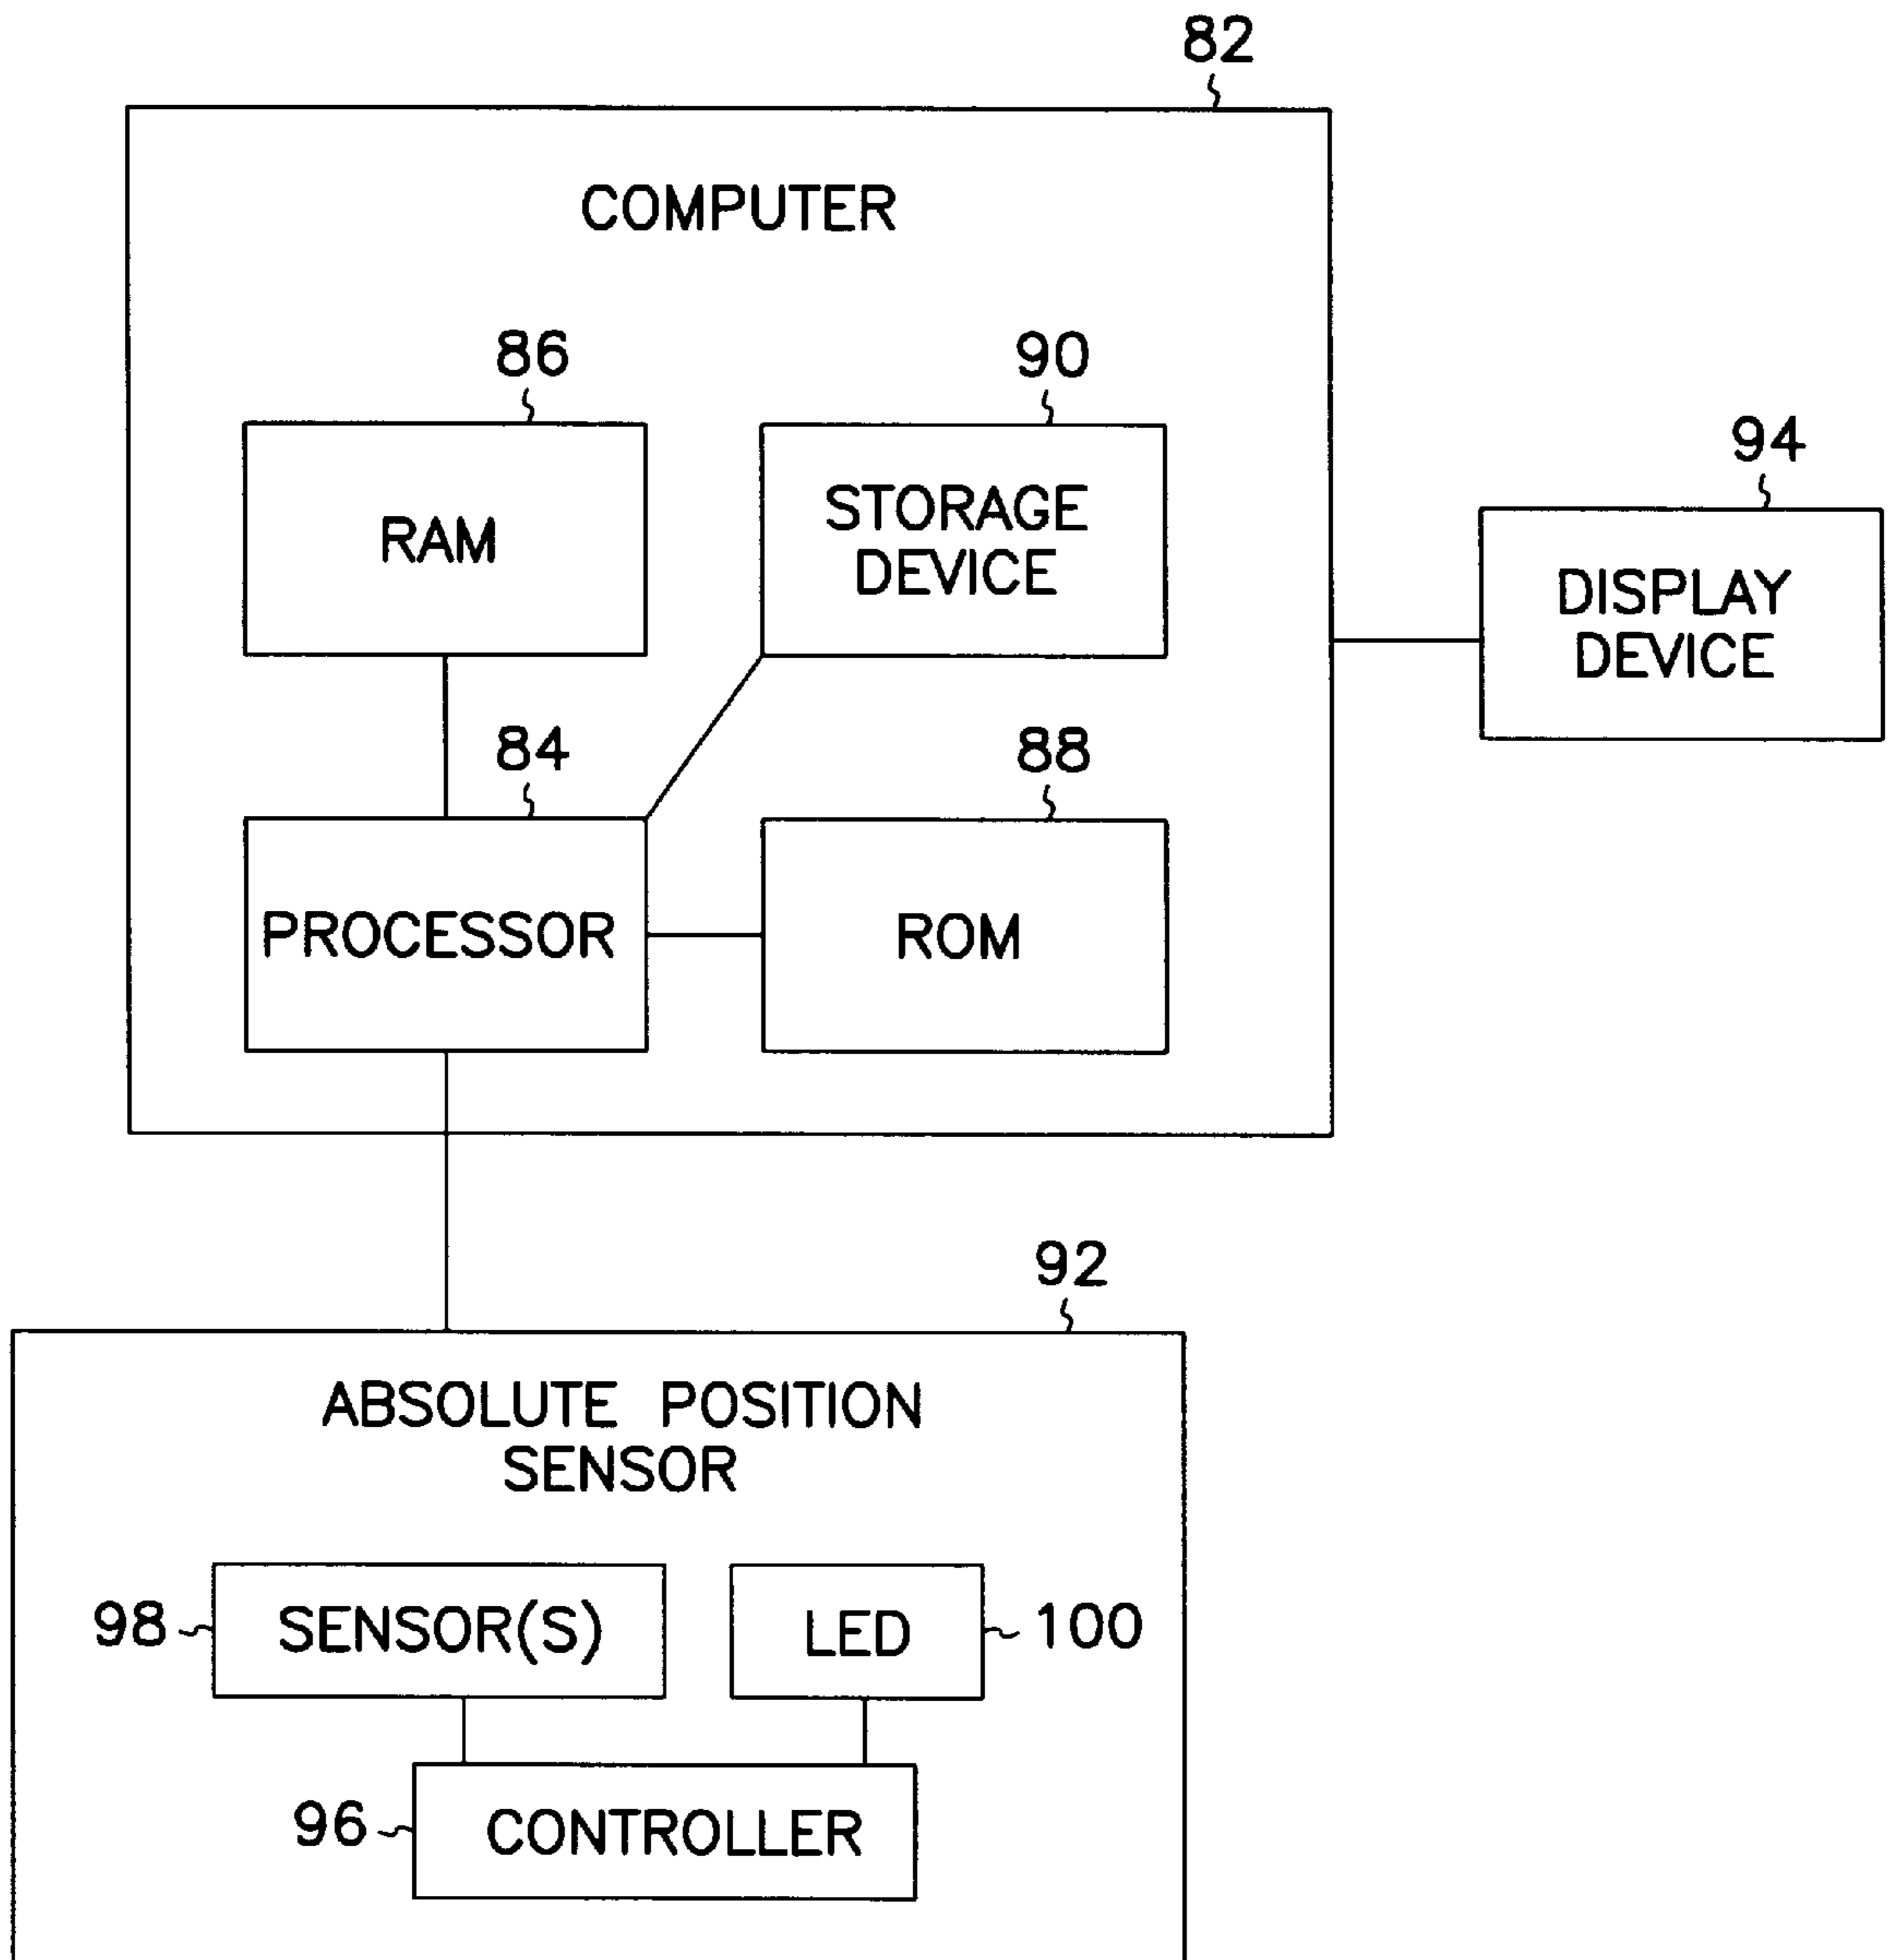 82
COMPUTER
86
90
RAM
STORAGE
DEVICE
94
DISPLAY
DEVICE
84
88
PROCESSOR
ROM
92
ABSOLUTE POSITION
SENSOR
98
SENSOR(S)
LED
100
96
CONTROLLER